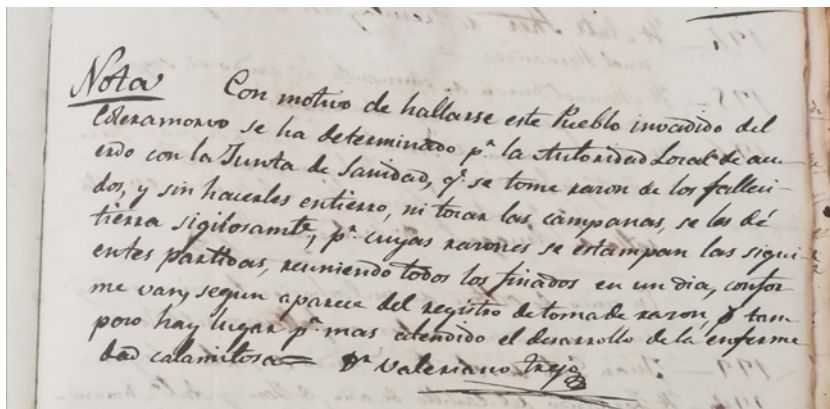 Nota Con motivo de hallarse este Pueblo invadido del
Coleramorvo se ha determinado pr. la Autoridad Local de acu-
erdo con la Junta de Sanidad, qe. se tome razon de los falleci-
dos, y sin hacerles entierro, ni tocar las campanas, se les dé
tierra sigilosamte., pr. cuyas razones se estampan las sigui-
entes partidas, reuniendo todos los finados en un dia, confor-
me van y segun aparece del registro de toma de razon, tam-
poco hay lugar pa. mas atendido el desarrollo de la enferme
dad calamitosa = Dr. Valeriano Trejo